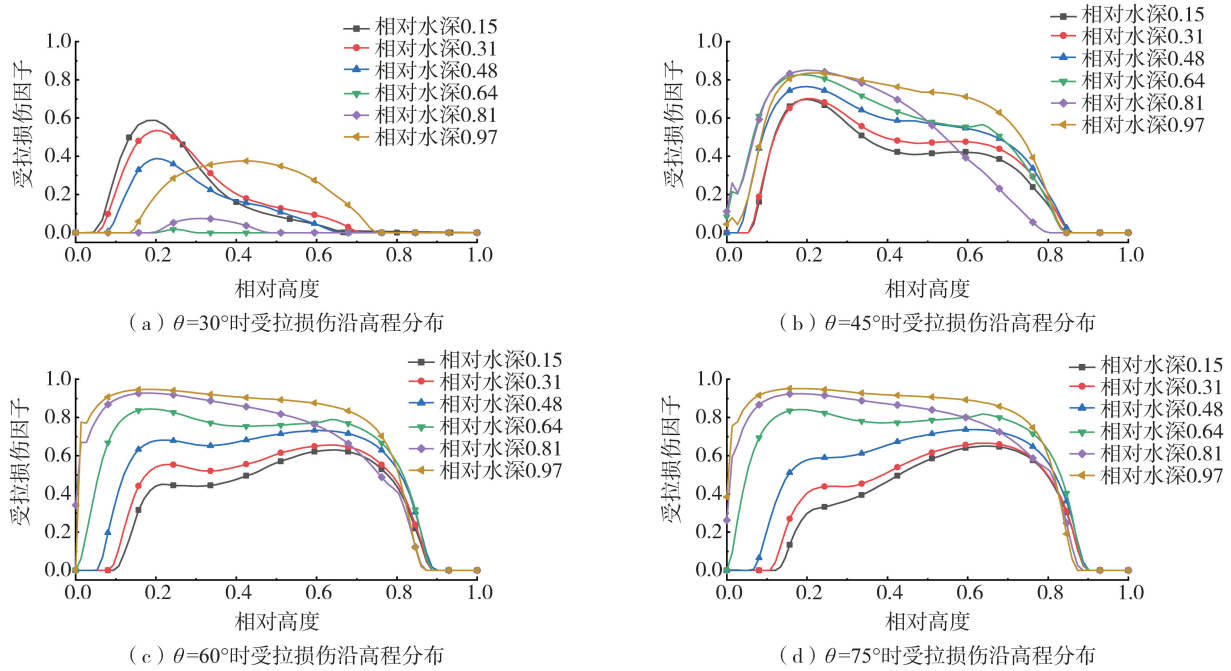 相对水深0.15
相对水深0.31
相对水深0.48
相对水深0.64
相对水深0.81
相对水深0.97
受拉损伤因子
1.0
0.8
0.6
0.4
0.2
0.0
0.0 0.2 0.4 0.6 0.8 1.0
相对高度
(a) θ=30°时受拉损伤沿高程分布
相对水深0.15
相对水深0.31
相对水深0.48
相对水深0.64
相对水深0.81
相对水深0.97
受拉损伤因子
1.0
0.8
0.6
0.4
0.2
0.0
0.0 0.2 0.4 0.6 0.8 1.0
相对高度
(b) θ=45°时受拉损伤沿高程分布
相对水深0.15
相对水深0.31
相对水深0.48
相对水深0.64
相对水深0.81
相对水深0.97
受拉损伤因子
1.0
0.8
0.6
0.4
0.2
0.0
0.0 0.2 0.4 0.6 0.8 1.0
相对高度
(c) θ=60°时受拉损伤沿高程分布
相对水深0.15
相对水深0.31
相对水深0.48
相对水深0.64
相对水深0.81
相对水深0.97
受拉损伤因子
1.0
0.8
0.6
0.4
0.2
0.0
0.0 0.2 0.4 0.6 0.8 1.0
相对高度
(d) θ=75°时受拉损伤沿高程分布